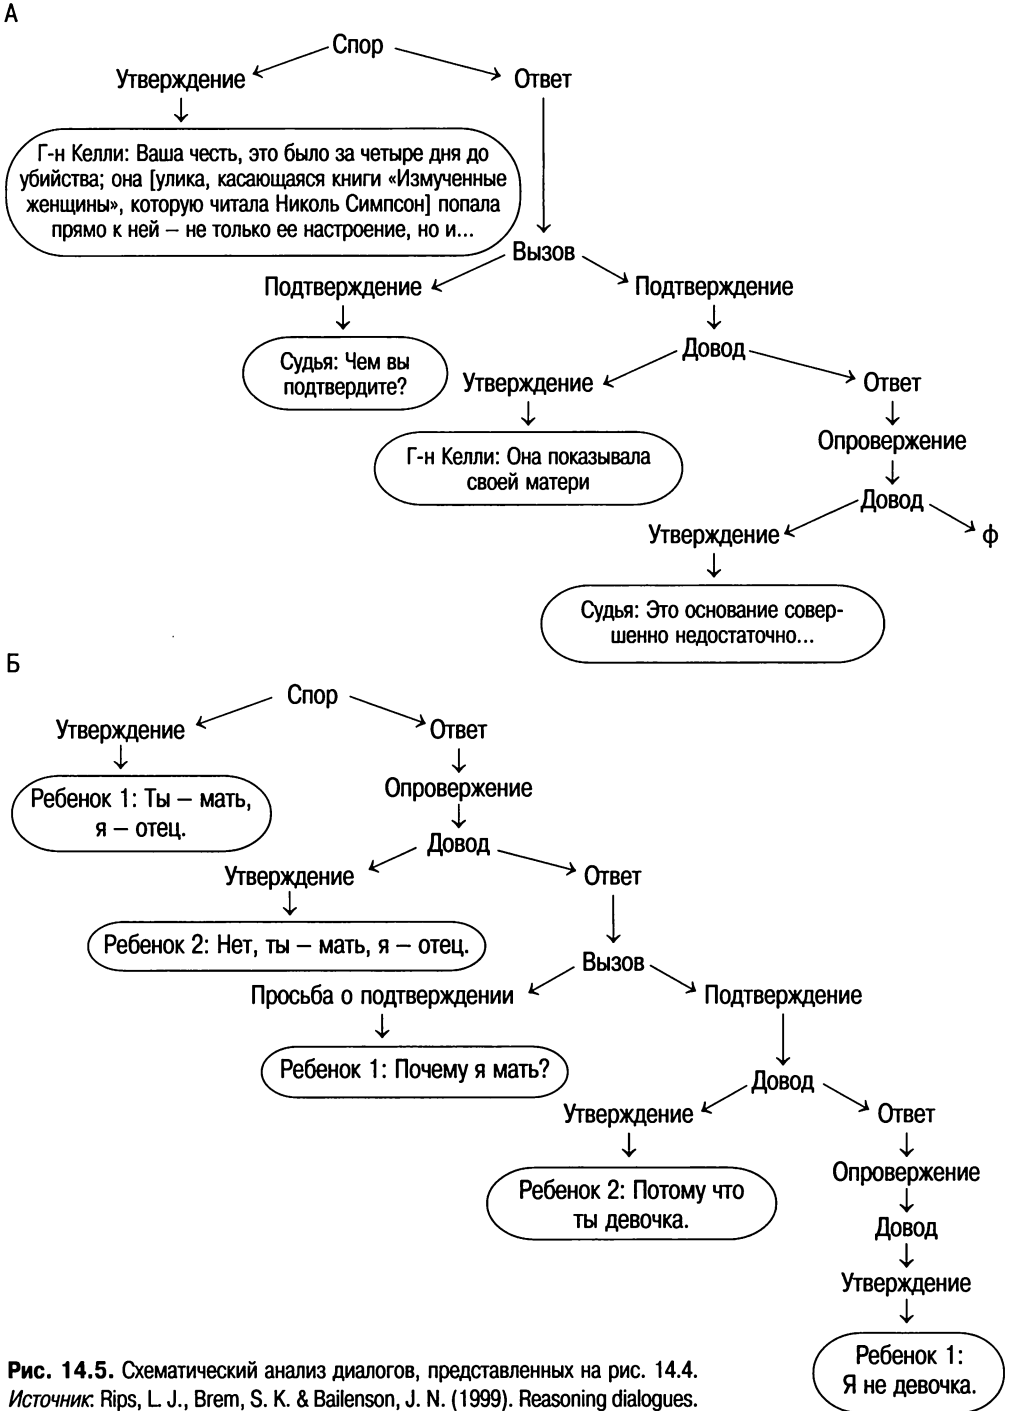 А
Спор
Утверждение
Ответ
Г-н Келли: Ваша честь, это было за четыре дня до
убийства; она [улика, касающаяся книги «Измученные
женщины», которую читала Николь Симпсон] попала
прямо к ней – не только ее настроение, но и...
Вызов
Подтверждение
Подтверждение
Судья: Чем вы
подтвердите?
Довод
Утверждение
Ответ
Г-н Келли: Она показывала
своей матери
Опровержение
Довод
Утверждение
ф
Судья: Это основание совер-
шенно недостаточно...
Б
Спор
Утверждение
Ответ
Ребенок 1: Ты – мать,
я – отец.
Опровержение
Довод
Утверждение
Ответ
Ребенок 2: Нет, ты – мать, я – отец.
Вызов
Просьба о подтверждении
Подтверждение
Ребенок 1: Почему я мать?
Довод
Утверждение
Ответ
Ребенок 2: Потому что
ты девочка.
Опровержение
Довод
Утверждение
Ребенок 1:
Я не девочка.
Рис. 14.5. Схематический анализ диалогов, представленных на рис. 14.4.
Источник: Rips, L. J., Brem, S. K. & Bailenson, J. N. (1999). Reasoning dialogues.